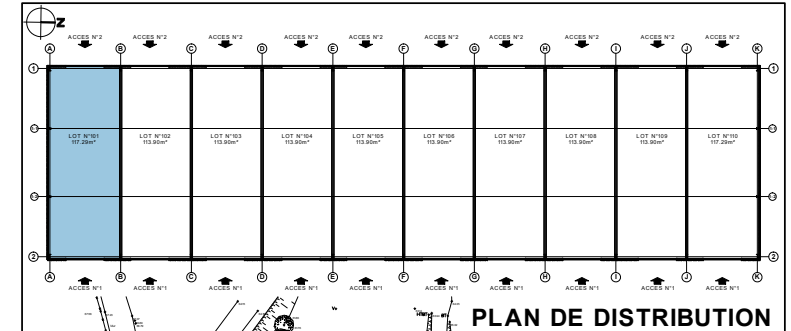 Z
ACCES N°2 ACCES N°2 ACCES N°2 ACCES N°2 ACCES N°2 ACCES N°2 ACCES N°2 ACCES N°2 ACCES N°2 ACCES N°2
A B C D E F G H I J K
1 1
LOT N°101 LOT N°102 LOT N°103 LOT N°104 LOT N°105 LOT N°106 LOT N°107 LOT N°108 LOT N°109 LOT N°110
117.29m² 113.90m² 113.90m² 113.90m² 113.90m² 113.90m² 113.90m² 113.90m² 113.90m² 117.29m²
2 2
A B C D E F G H I J K
ACCES N°1 ACCES N°1 ACCES N°1 ACCES N°1 ACCES N°1 ACCES N°1 ACCES N°1 ACCES N°1 ACCES N°1 ACCES N°1
PLAN DE DISTRIBUTION